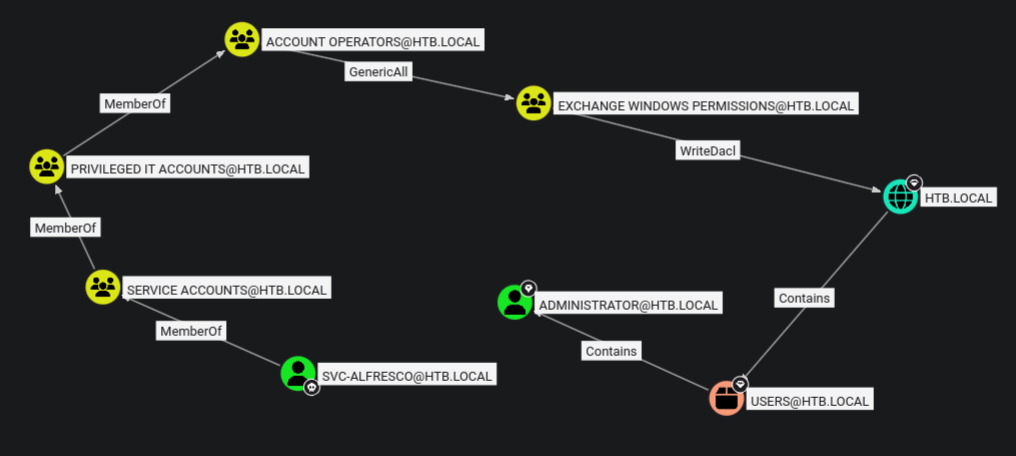 ACCOUNT OPERATORS@HTB.LOCAL
GenericAll
MemberOf
EXCHANGE WINDOWS PERMISSIONS@HTB.LOCAL
WriteDacl
PRIVILEGED IT ACCOUNTS@HTB.LOCAL
HTB.LOCAL
MemberOf
SERVICE ACCOUNTS@HTB.LOCAL
Contains
ADMINISTRATOR@HTB.LOCAL
MemberOf
Contains
SVC-ALFRESCO@HTB.LOCAL
USERS@HTB.LOCAL